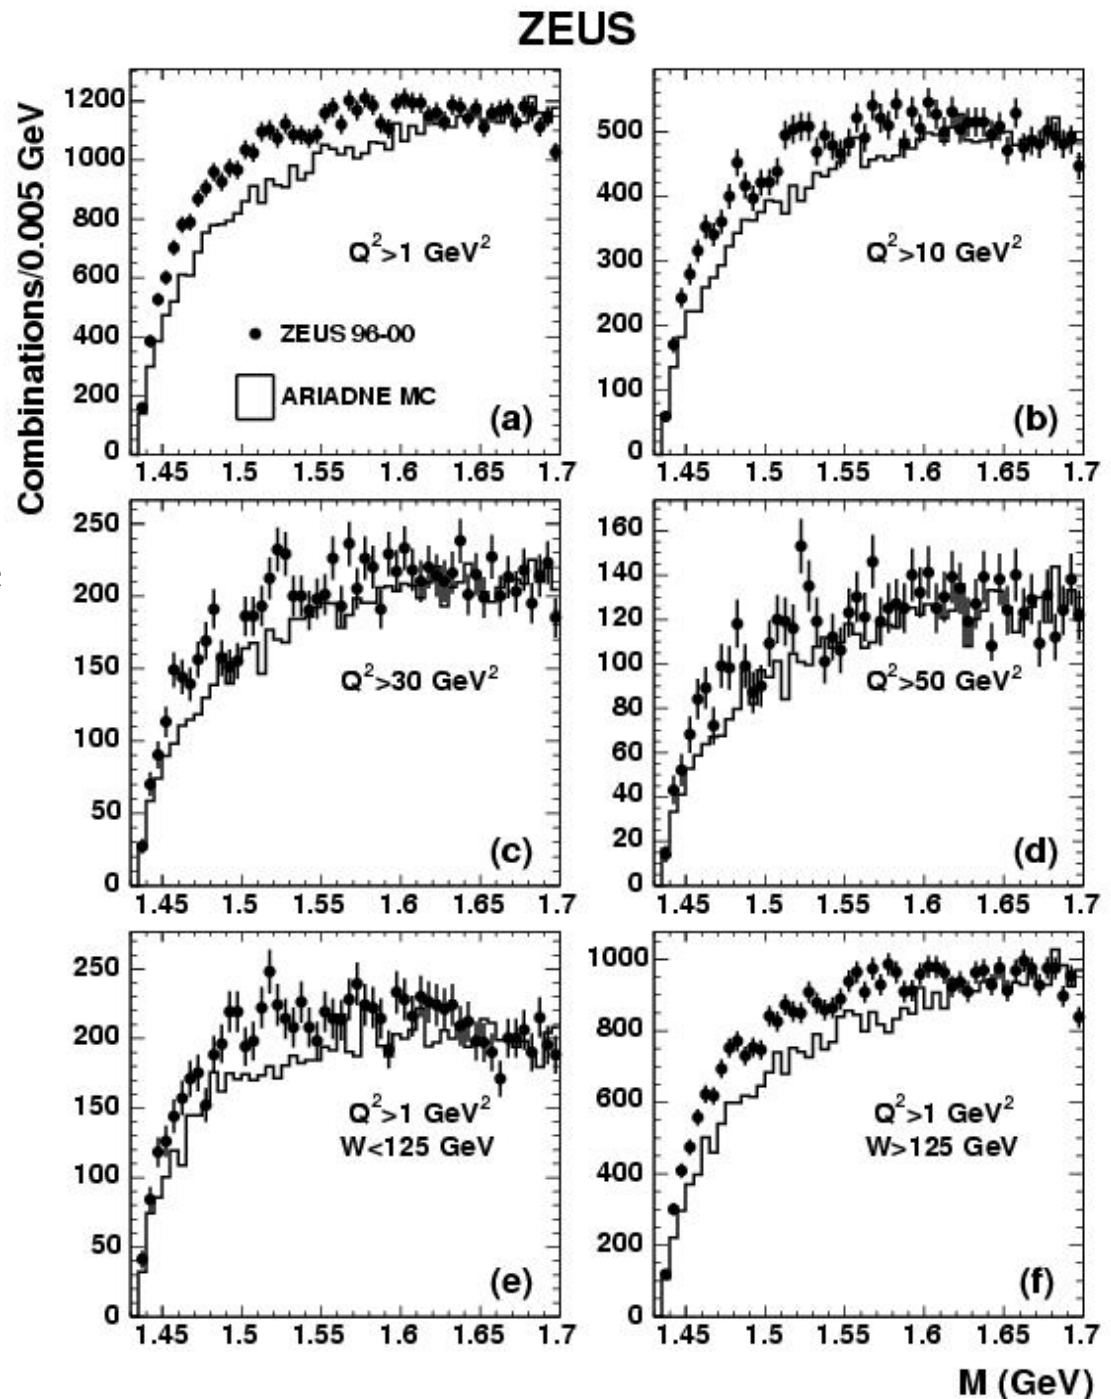 ZEUS
Combinations/0.005 GeV
1200
1000
800
600
400
200
0
Q²>1 GeV²
ZEUS 96-00
ARIADNE MC
(a)
1.45 1.5 1.55 1.6 1.65 1.7
500
400
300
200
100
0
Q²>10 GeV²
(b)
1.45 1.5 1.55 1.6 1.65 1.7
250
200
150
100
50
0
Q²>30 GeV²
(c)
1.45 1.5 1.55 1.6 1.65 1.7
160
140
120
100
80
60
40
20
0
Q²>50 GeV²
(d)
1.45 1.5 1.55 1.6 1.65 1.7
250
200
150
100
50
0
Q²>1 GeV²
W<125 GeV
(e)
1.45 1.5 1.55 1.6 1.65 1.7
1000
800
600
400
200
0
Q²>1 GeV²
W>125 GeV
(f)
1.45 1.5 1.55 1.6 1.65 1.7
M (GeV)